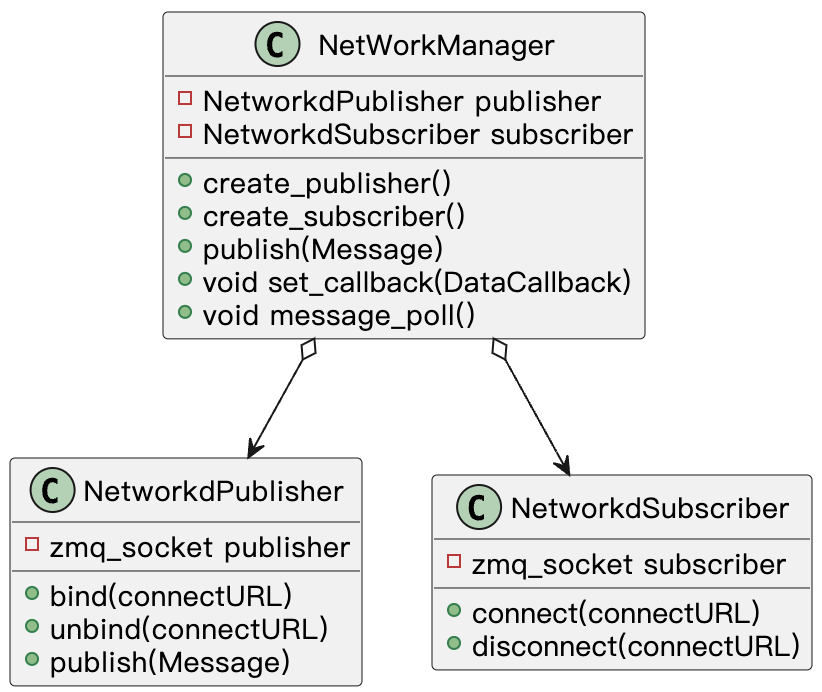 C NetWorkManager
NetworkdPublisher publisher
NetworkdSubscriber subscriber
create_publisher()
create_subscriber()
publish(Message)
void set_callback(DataCallback)
void message_poll()
C NetworkdPublisher
zmq_socket publisher
bind(connectURL)
unbind(connectURL)
publish(Message)
C NetworkdSubscriber
zmq_socket subscriber
connect(connectURL)
disconnect(connectURL)